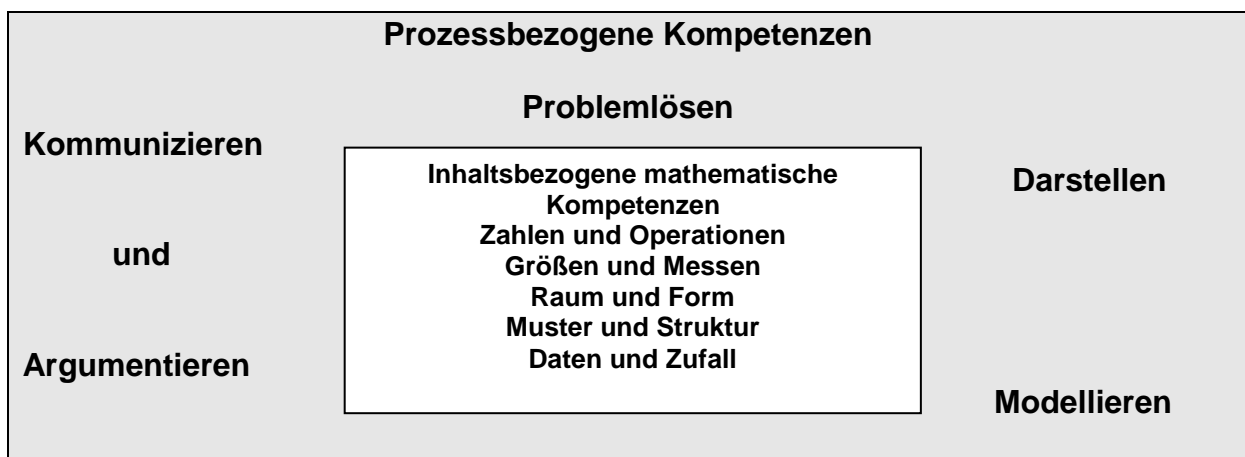 Prozessbezogene Kompetenzen
Problemlösen
Kommunizieren
und
Argumentieren
Inhaltsbezogene mathematische
Kompetenzen
Zahlen und Operationen
Größen und Messen
Raum und Form
Muster und Struktur
Daten und Zufall
Darstellen
Modellieren